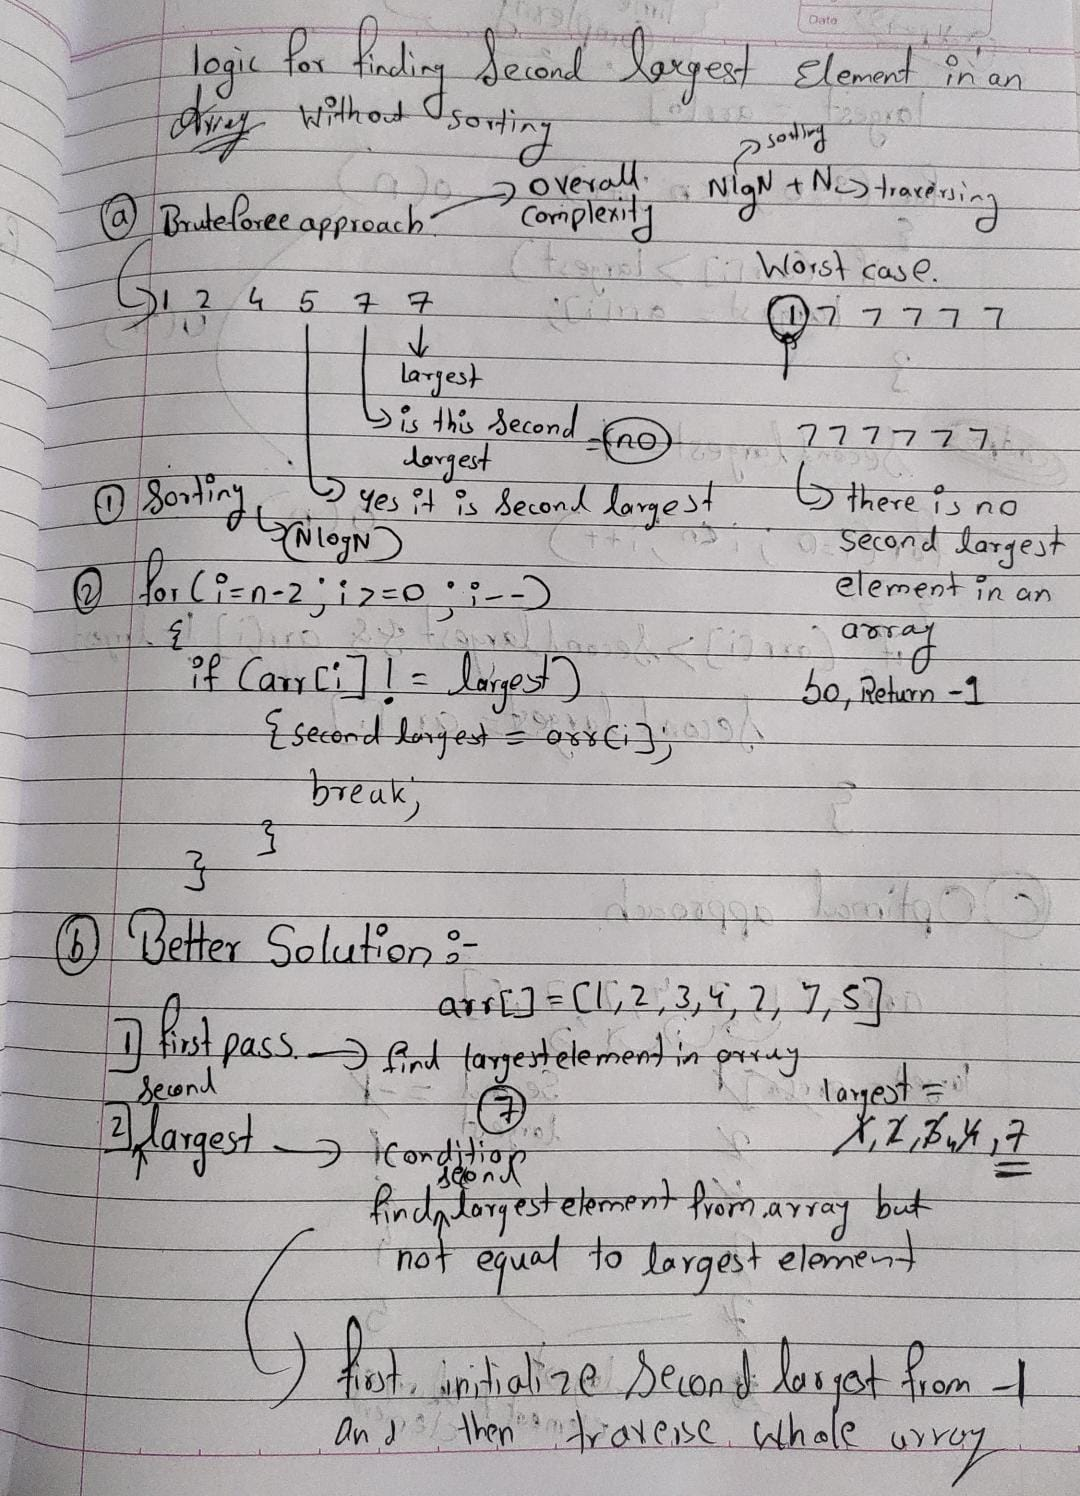 Date
logic for finding Second largest Element in an
Array Without sorting
sorting
overall complexity
NlgN + N → traversing
(a) Bruteforce approach
Worst case.
1 2 4 5 7 7
1 7 7 7 7 7
largest
is this second largest = no
7 7 7 7 7 7
① Sorting
yes it is second largest
(NlogN)
there is no
second largest
element in an
array
so, Return -1
② for (i=n-2; i>=0; i--)
{
if (arr[i] != largest)
{ second largest = arr[i];
break;
}
}
(b) Better Solution :-
arr[] = [1, 2, 3, 4, 7, 7, 5]
1] first pass. → find largest element in array
7
largest =
1, 2, 3, 4, 7
2] second largest → condition
find second largest element from array but
not equal to largest element
first, initialize second largest from -1
and then traverse whole array